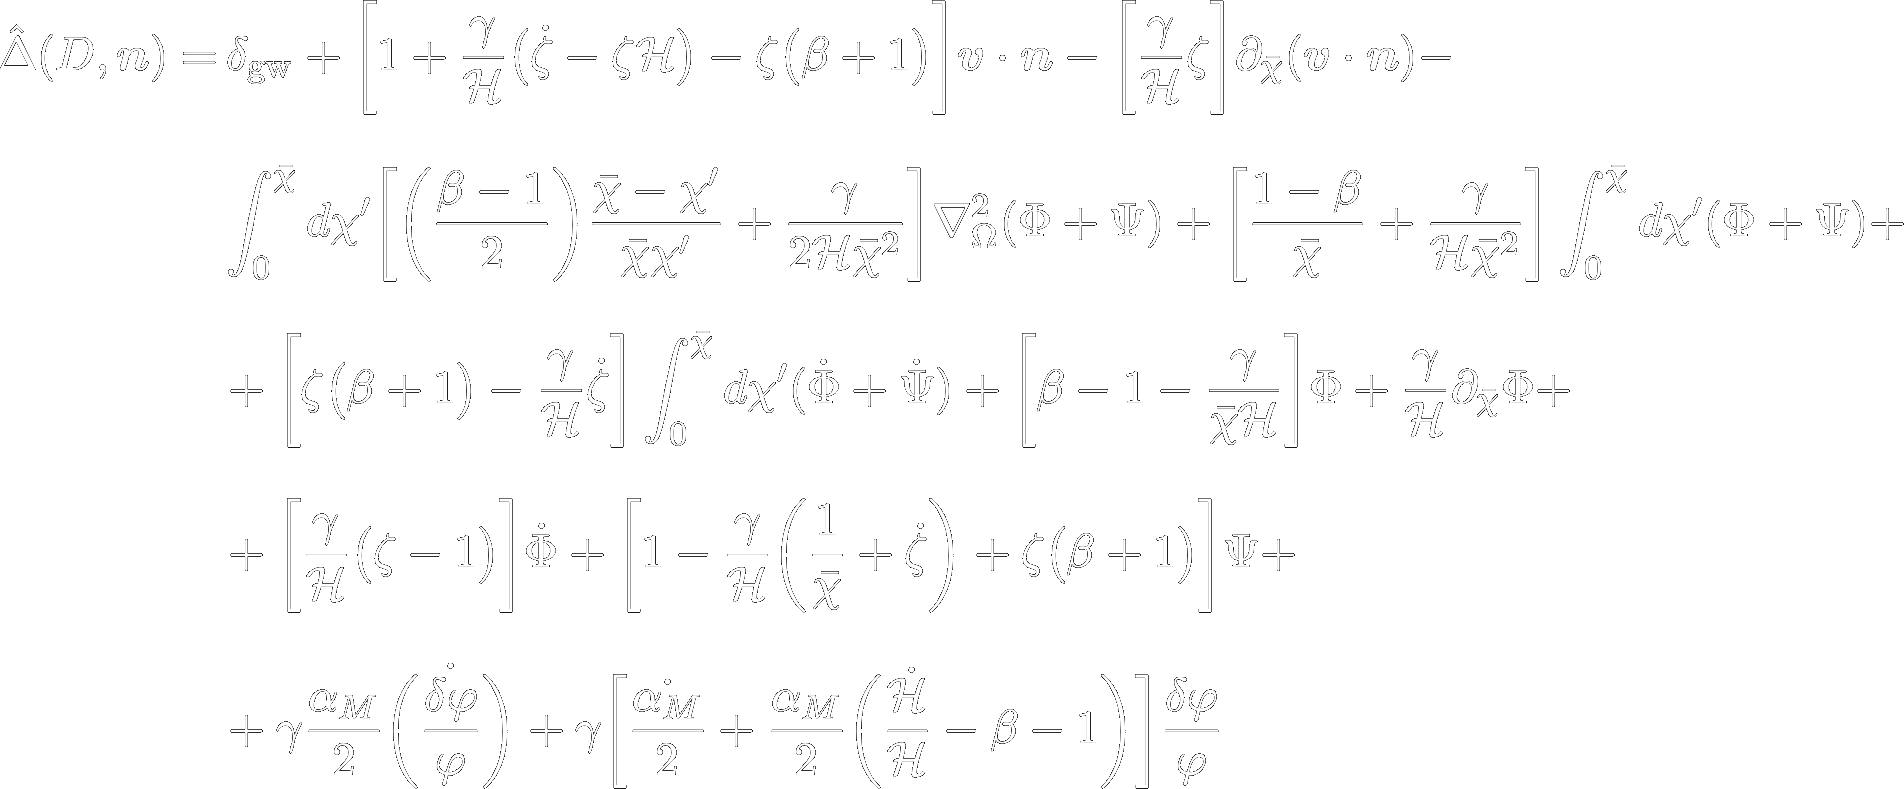 \hat{\Delta}(D, \boldsymbol{n}) = \delta_{\rm gw} + \left[ 1 + \frac{\gamma}{\mathcal{H}} (\dot{\zeta} - \zeta \mathcal{H}) - \zeta (\beta + 1) \right] \boldsymbol{v} \cdot \boldsymbol{n} - \left[ \frac{\gamma}{\mathcal{H}} \zeta \right] \partial_{\bar{\chi}} (\boldsymbol{v} \cdot \boldsymbol{n}) -
\int_0^{\bar{\chi}} d\chi' \left[ \left( \frac{\beta - 1}{2} \right) \frac{\bar{\chi} - \chi'}{\bar{\chi} \chi'} + \frac{\gamma}{2 \mathcal{H} \bar{\chi}^2} \right] \nabla^2_\Omega (\Phi + \Psi) + \left[ \frac{1 - \beta}{\bar{\chi}} + \frac{\gamma}{\mathcal{H} \bar{\chi}^2} \right] \int_0^{\bar{\chi}} d\chi' (\Phi + \Psi) +
+ \left[ \zeta (\beta + 1) - \frac{\gamma}{\mathcal{H}} \dot{\zeta} \right] \int_0^{\bar{\chi}} d\chi' (\dot{\Phi} + \dot{\Psi}) + \left[ \beta - 1 - \frac{\gamma}{\bar{\chi} \mathcal{H}} \right] \Phi + \frac{\gamma}{\mathcal{H}} \partial_{\bar{\chi}} \Phi +
+ \left[ \frac{\gamma}{\mathcal{H}} (\zeta - 1) \right] \dot{\Phi} + \left[ 1 - \frac{\gamma}{\mathcal{H}} \left( \frac{1}{\bar{\chi}} + \dot{\zeta} \right) + \zeta (\beta + 1) \right] \Psi +
+ \gamma \frac{\alpha_M}{2} \left( \frac{\dot{\delta\varphi}}{\varphi} \right) + \gamma \left[ \frac{\dot{\alpha_M}}{2} + \frac{\alpha_M}{2} \left( \frac{\dot{\mathcal{H}}}{\mathcal{H}} - \beta - 1 \right) \right] \frac{\delta\varphi}{\varphi}